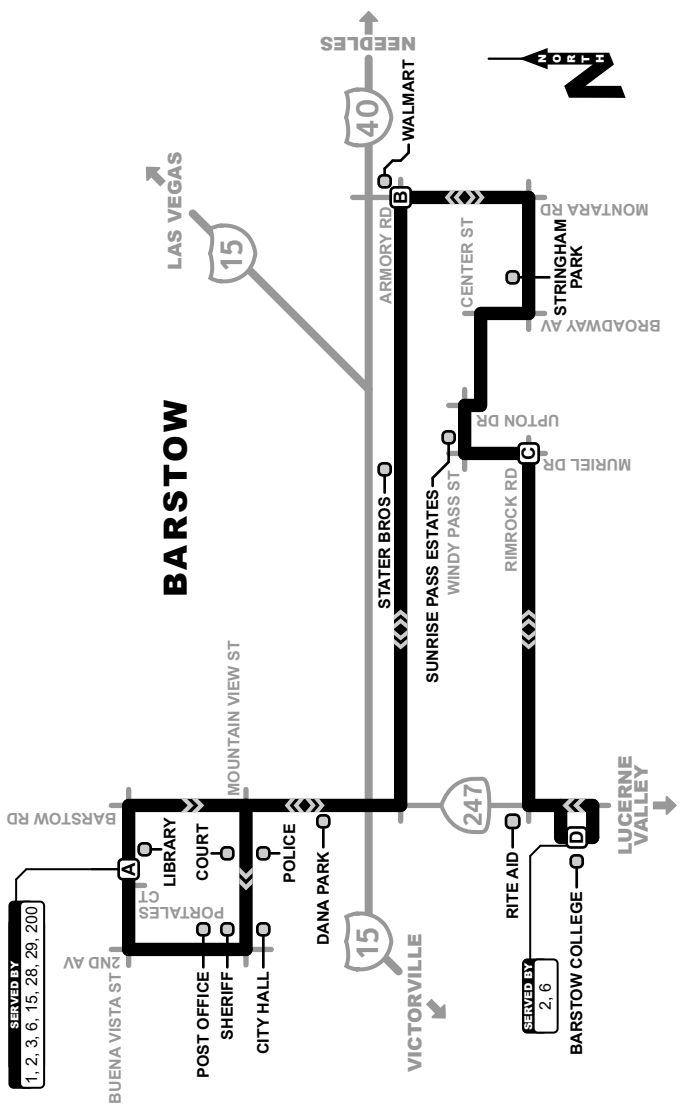 SERVED BY
1, 2, 3, 6, 15, 28, 29, 200
BARSTOW RD
BUENA VISTA ST
2ND AV
A
PORTALES
CT
LIBRARY
COURT
POST OFFICE
SHERIFF
CITY HALL
POLICE
MOUNTAIN VIEW ST
DANA PARK
BARSTOW
LAS VEGAS
15
NEEDLES
40
NORTH
N
VICTORVILLE
15
WALMART
ARMORY RD
B
STATER BROS
SUNRISE PASS ESTATES
WINDY PASS ST
UPTON DR
CENTER ST
STRINGHAM
PARK
MONTARA RD
BROADWAY AV
MURIEL DR
RIMROCK RD
C
247
RITE AID
D
LUCERNE
VALLEY
SERVED BY
2, 6
BARSTOW COLLEGE